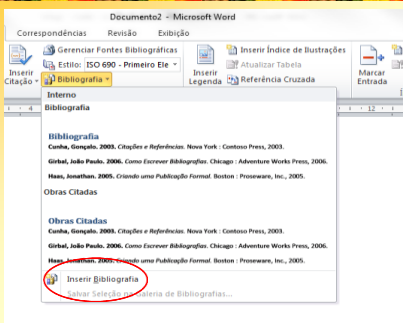 Documento2 - Microsoft Word
Correspondências Revisão Exibição
Gerenciar Fontes Bibliográficas
Estilo: ISO 690 - Primeiro Ele
Bibliografia
Inserir Citação
Inserir Legenda
Inserir Índice de Ilustrações
Atualizar Tabela
Referência Cruzada
Marcar Entrada
4
12
Interno
Bibliografia
Bibliografia
Cunha, Gonçalo. 2003. Citações e Referências. Nova York : Contoso Press, 2003.
Girbal, João Paulo. 2006. Como Escrever Bibliografias. Chicago : Adventure Works Press, 2006.
Haas, Jonathan. 2005. Criando uma Publicação Formal. Boston : Proseware, Inc., 2005.
Obras Citadas
Obras Citadas
Cunha, Gonçalo. 2003. Citações e Referências. Nova York : Contoso Press, 2003.
Girbal, João Paulo. 2006. Como Escrever Bibliografias. Chicago : Adventure Works Press, 2006.
Haas, Jonathan. 2005. Criando uma Publicação Formal. Boston : Proseware, Inc., 2005.
Inserir Bibliografia
Salvar Seleção na Galeria de Bibliografias...